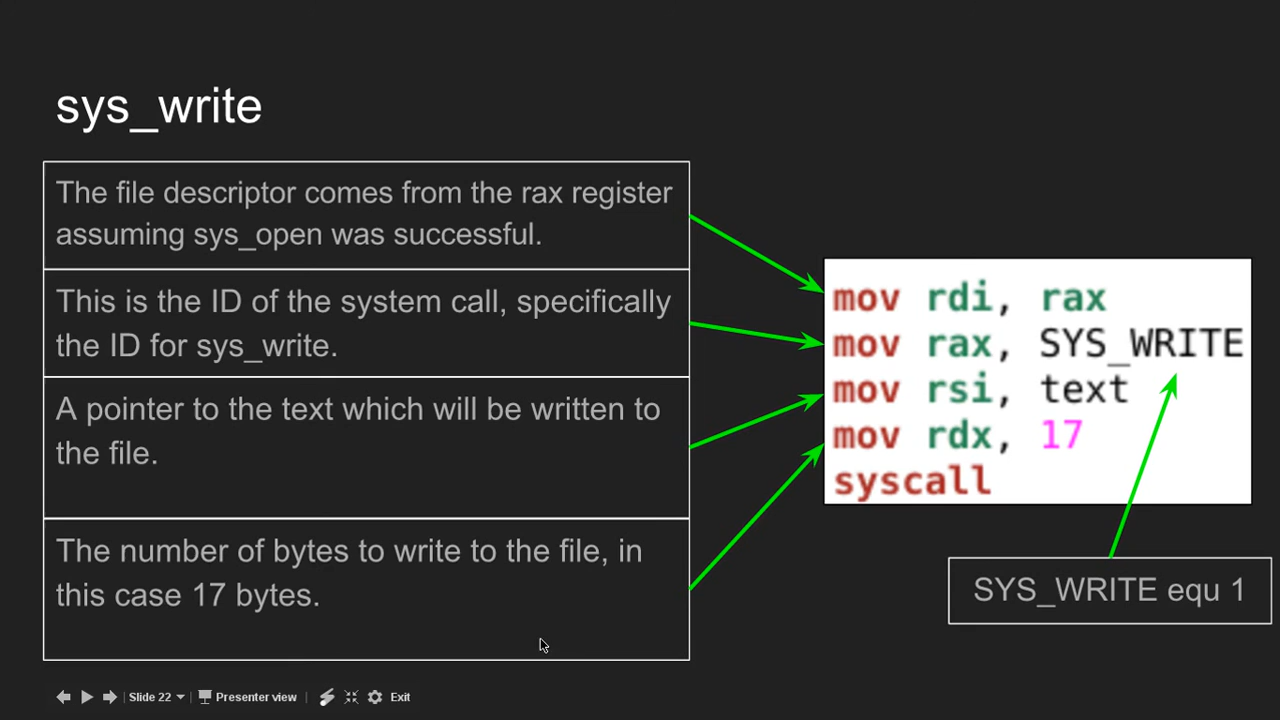 sys_write
The file descriptor comes from the rax register
assuming sys_open was successful.
This is the ID of the system call, specifically
the ID for sys_write.
A pointer to the text which will be written to
the file.
The number of bytes to write to the file, in
this case 17 bytes.
mov rdi, rax
mov rax, SYS_WRITE
mov rsi, text
mov rdx, 17
syscall
SYS_WRITE equ 1
Slide 22 Presenter view Exit